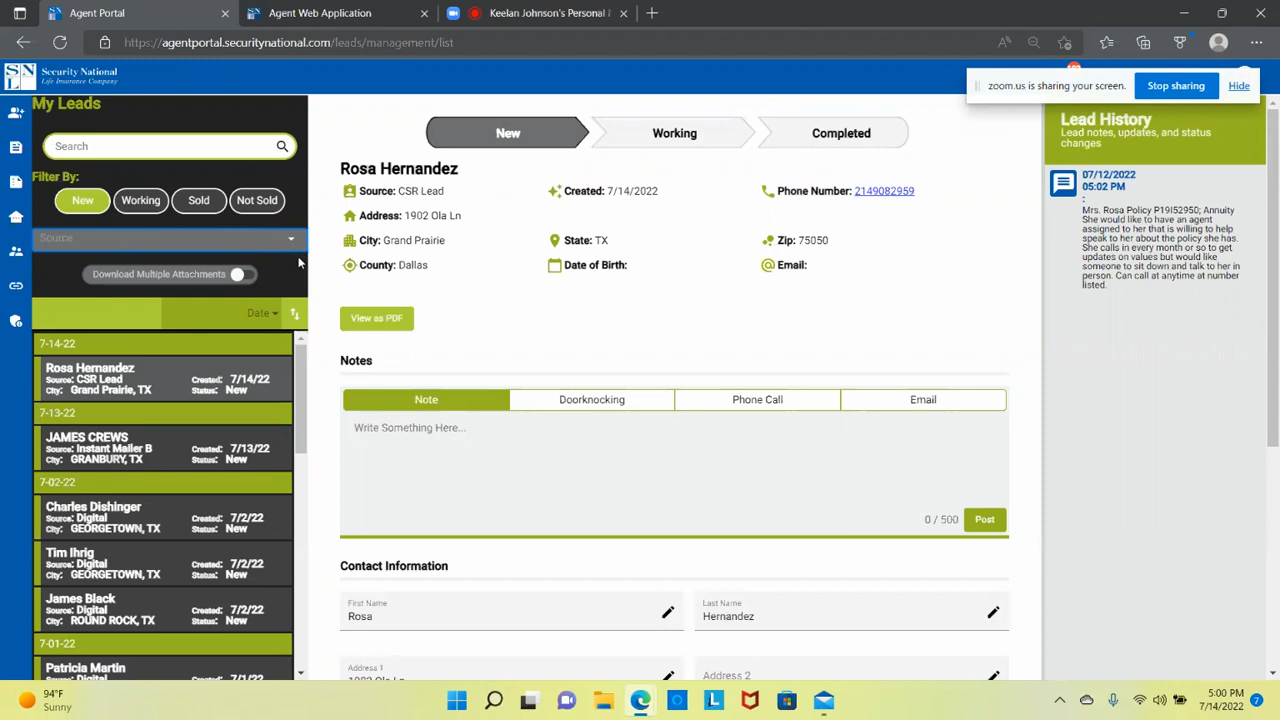 Agent Portal
Agent Web Application
Keelan Johnson's Personal
https://agentportal.securitynational.com/leads/management/list
SNL
Security National
Life Insurance Company
zoom.us is sharing your screen.
Stop sharing
Hide
My Leads
Search
Filter By:
New
Working
Sold
Not Sold
Source
Download Multiple Attachments
Date
7-14-22
Rosa Hernandez
Source: CSR Lead
Created: 7/14/22
City: Grand Prairie, TX
Status: New
7-13-22
JAMES CREWS
Source: Instant Mailer B
Created: 7/13/22
City: GRANBURY, TX
Status: New
7-02-22
Charles Dishinger
Source: Digital
Created: 7/2/22
City: GEORGETOWN, TX
Status: New
Tim Ihrig
Source: Digital
Created: 7/2/22
City: GEORGETOWN, TX
Status: New
James Black
Source: Digital
Created: 7/2/22
City: ROUND ROCK, TX
Status: New
7-01-22
Patricia Martin
Source: Digital
Created: 7/1/22
New
Working
Completed
Rosa Hernandez
Source: CSR Lead
Created: 7/14/2022
Phone Number: 2149082959
Address: 1902 Ola Ln
City: Grand Prairie
State: TX
Zip: 75050
County: Dallas
Date of Birth:
Email:
View as PDF
Notes
Note
Doorknocking
Phone Call
Email
Write Something Here...
0 / 500
Post
Contact Information
First Name
Rosa
Last Name
Hernandez
Address 1
1902 Ola Ln
Address 2
Lead History
Lead notes, updates, and status
changes
07/12/2022
05:02 PM
:
Mrs. Rosa Policy P19I52950; Annuity
She would like to have an agent
assigned to her that is willing to help
speak to her about the policy she has.
She calls in every month or so to get
updates on values but would like
someone to sit down and talk to her in
person. Can call at anytime at number
listed.
94°F
Sunny
5:00 PM
7/14/2022
7